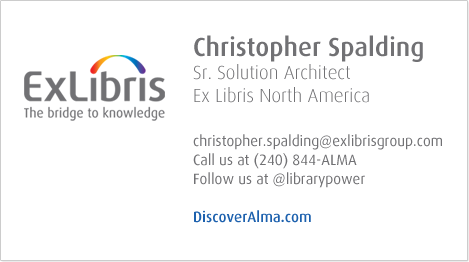 ExLibris
The bridge to knowledge
Christopher Spalding
Sr. Solution Architect
Ex Libris North America
christopher.spalding@exlibrisgroup.com
Call us at (240) 844-ALMA
Follow us at @librarypower
DiscoverAlma.com